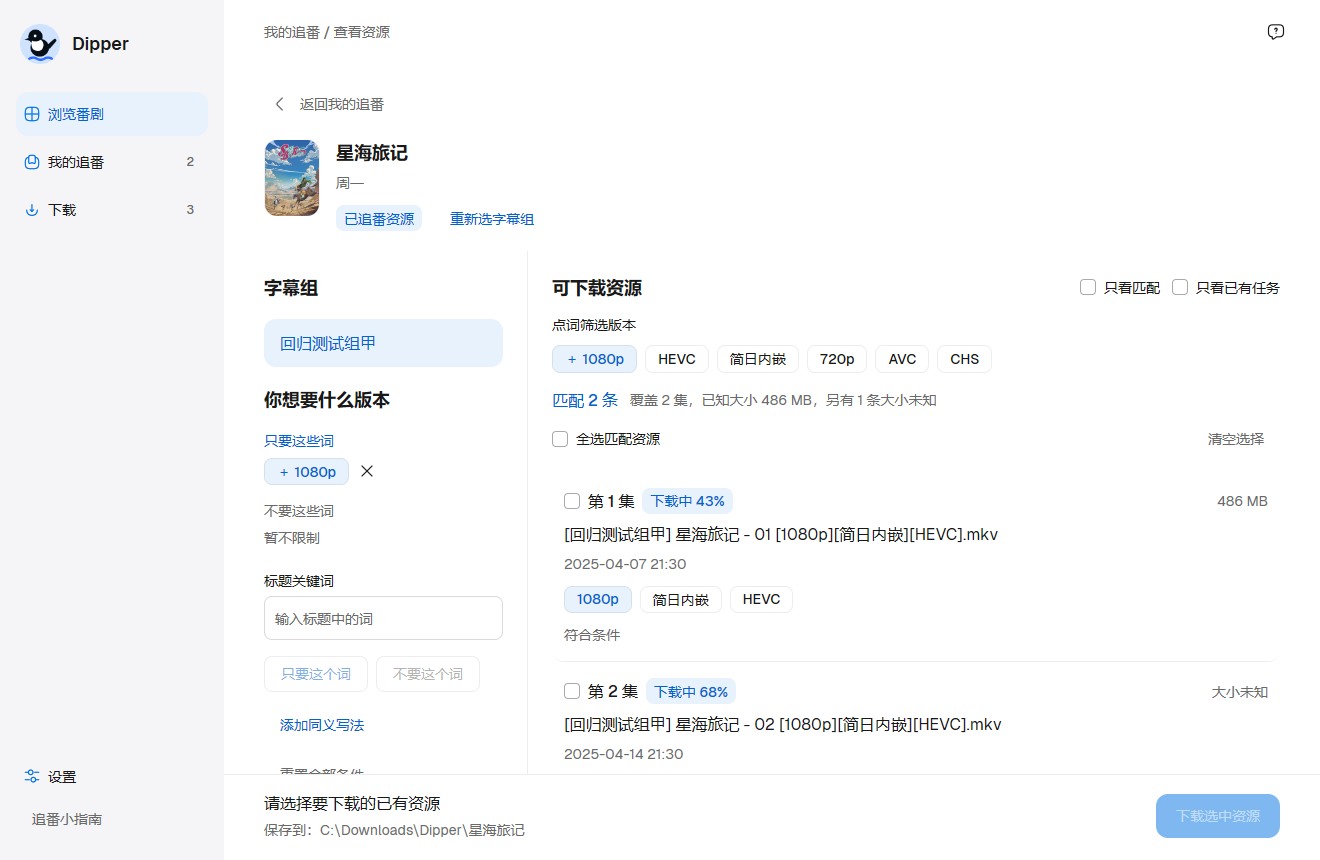 Dipper
浏览番剧
我的追番 2
下载 3
设置
追番小指南
我的追番 / 查看资源
返回我的追番
星海旅记
周一
已追番资源 重新选字幕组
字幕组
回归测试组甲
你想要什么版本
只要这些词
+ 1080p
不要这些词
暂不限制
标题关键词
输入标题中的词
只要这个词 不要这个词
添加同义写法
重置全部条件
可下载资源 只看匹配 只看已有任务
点词筛选版本
+ 1080p HEVC 简日内嵌 720p AVC CHS
匹配 2 条 覆盖 2 集，已知大小 486 MB，另有 1 条大小未知
全选匹配资源 清空选择
第 1 集 下载中 43% 486 MB
[回归测试组甲] 星海旅记 - 01 [1080p][简日内嵌][HEVC].mkv
2025-04-07 21:30
1080p 简日内嵌 HEVC
符合条件
第 2 集 下载中 68% 大小未知
[回归测试组甲] 星海旅记 - 02 [1080p][简日内嵌][HEVC].mkv
2025-04-14 21:30
请选择要下载的已有资源
保存到：C:\Downloads\Dipper\星海旅记
下载选中资源